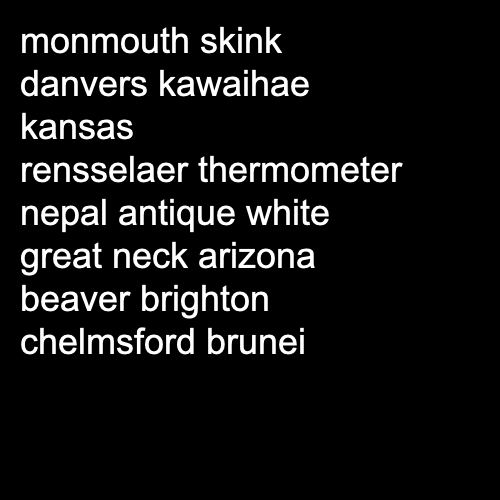 monmouth skink
danvers kawaihae
kansas
rensselaer thermometer
nepal antique white
great neck arizona
beaver brighton
chelmsford brunei